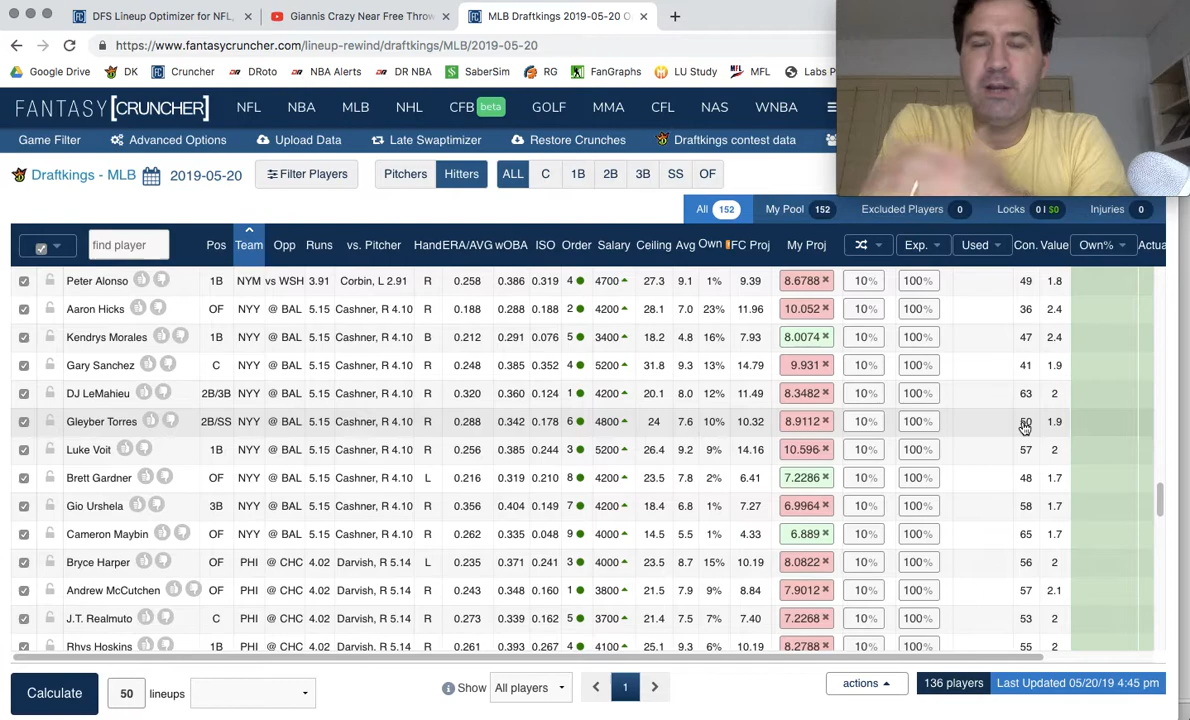 DFS Lineup Optimizer for NFL, × Giannis Crazy Near Free Throw × MLB Draftkings 2019-05-20 O × +
https://www.fantasycruncher.com/lineup-rewind/draftkings/MLB/2019-05-20
Google Drive DK Cruncher DRoto NBA Alerts DR NBA SaberSim RG FanGraphs LU Study MFL Labs P
FANTASY[CRUNCHER] NFL NBA MLB NHL CFB beta GOLF MMA CFL NAS WNBA
Game Filter Advanced Options Upload Data Late Swaptimizer Restore Crunches Draftkings contest data
Draftkings - MLB 2019-05-20 Filter Players Pitchers Hitters ALL C 1B 2B 3B SS OF
All 152 My Pool 152 Excluded Players 0 Locks 0 | $0 Injuries 0
find player Pos Team Opp Runs vs. Pitcher Hand ERA/AVG wOBA ISO Order Salary Ceiling Avg Own FC Proj My Proj Exp. Used Con. Value Own% Actua
Peter Alonso 1B NYM vs WSH 3.91 Corbin, L 2.91 R 0.258 0.386 0.319 4 4700 27.3 9.1 1% 9.39 8.6788 10% 100% 49 1.8
Aaron Hicks OF NYY @ BAL 5.15 Cashner, R 4.10 B 0.188 0.288 0.188 2 4200 28.1 7.0 23% 11.96 10.052 10% 100% 36 2.4
Kendrys Morales 1B NYY @ BAL 5.15 Cashner, R 4.10 B 0.212 0.291 0.076 5 3400 18.2 4.8 16% 7.93 8.0074 10% 100% 47 2.4
Gary Sanchez C NYY @ BAL 5.15 Cashner, R 4.10 R 0.248 0.385 0.352 4 5200 31.8 9.3 13% 14.79 9.931 10% 100% 41 1.9
DJ LeMahieu 2B/3B NYY @ BAL 5.15 Cashner, R 4.10 R 0.320 0.360 0.124 1 4200 20.1 8.0 12% 11.49 8.3482 10% 100% 63 2
Gleyber Torres 2B/SS NYY @ BAL 5.15 Cashner, R 4.10 R 0.288 0.342 0.178 6 4800 24 7.6 10% 10.32 8.9112 10% 100% 1.9
Luke Voit 1B NYY @ BAL 5.15 Cashner, R 4.10 R 0.256 0.385 0.244 3 5200 26.4 9.2 9% 14.16 10.596 10% 100% 57 2
Brett Gardner OF NYY @ BAL 5.15 Cashner, R 4.10 L 0.216 0.319 0.210 8 4200 23.5 7.8 2% 6.41 7.2286 10% 100% 48 1.7
Gio Urshela 3B NYY @ BAL 5.15 Cashner, R 4.10 R 0.356 0.404 0.149 7 4200 18.4 6.8 1% 7.27 6.9964 10% 100% 58 1.7
Cameron Maybin OF NYY @ BAL 5.15 Cashner, R 4.10 R 0.262 0.335 0.048 9 4000 14.5 5.5 1% 4.33 6.889 10% 100% 65 1.7
Bryce Harper OF PHI @ CHC 4.02 Darvish, R 5.14 L 0.235 0.371 0.241 3 4000 23.5 8.7 15% 10.19 8.0822 10% 100% 56 2
Andrew McCutchen OF PHI @ CHC 4.02 Darvish, R 5.14 R 0.243 0.348 0.160 1 3800 21.5 7.9 9% 8.84 7.9012 10% 100% 57 2.1
J.T. Realmuto C PHI @ CHC 4.02 Darvish, R 5.14 R 0.273 0.339 0.162 5 3700 21.4 7.5 7% 7.40 7.2268 10% 100% 53 2
Rhys Hoskins 1B PHI @ CHC 4.02 Darvish, R 5.14 R 0.261 0.393 0.267 2 4100 25.1 9.3 6% 10.19 8.2788 10% 100% 55 2
Calculate 50 lineups Show All players 1 actions 136 players Last Updated 05/20/19 4:45 pm